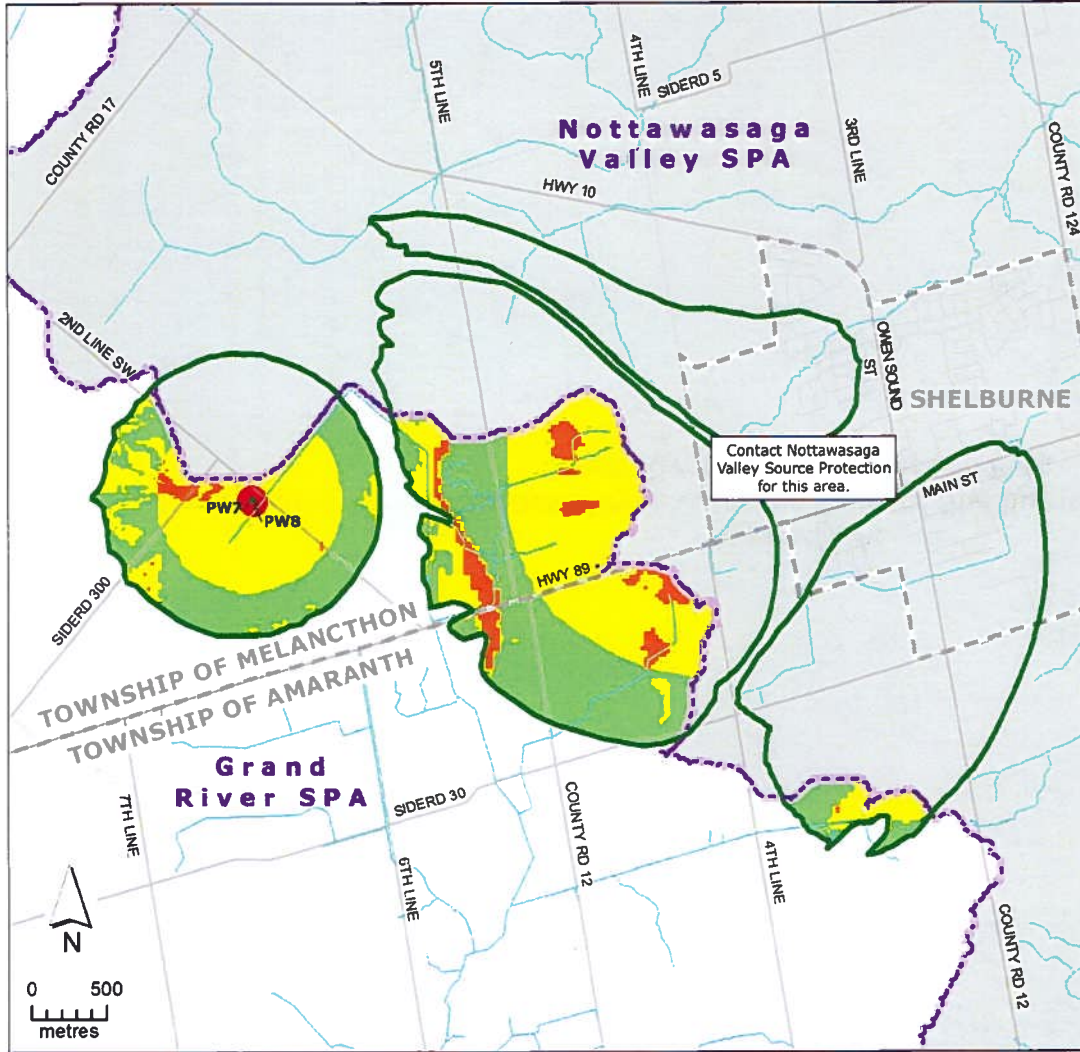 COUNTY RD 17
5TH LINE
4TH LINE
SIDERD 5
3RD LINE
COUNTY RD 124
Nottawasaga
Valley SPA
HWY 10
2ND LINE SW
OWEN SOUND
ST
SHELBURNE
Contact Nottawasaga
Valley Source Protection
for this area.
MAIN ST
PW7
PW8
HWY 89
SIDERD 300
TOWNSHIP OF MELANCTHON
TOWNSHIP OF AMARANTH
Grand
River SPA
SIDERD 30
7TH LINE
6TH LINE
COUNTY RD 12
4TH LINE
COUNTY RD 12
N
0 500
metres